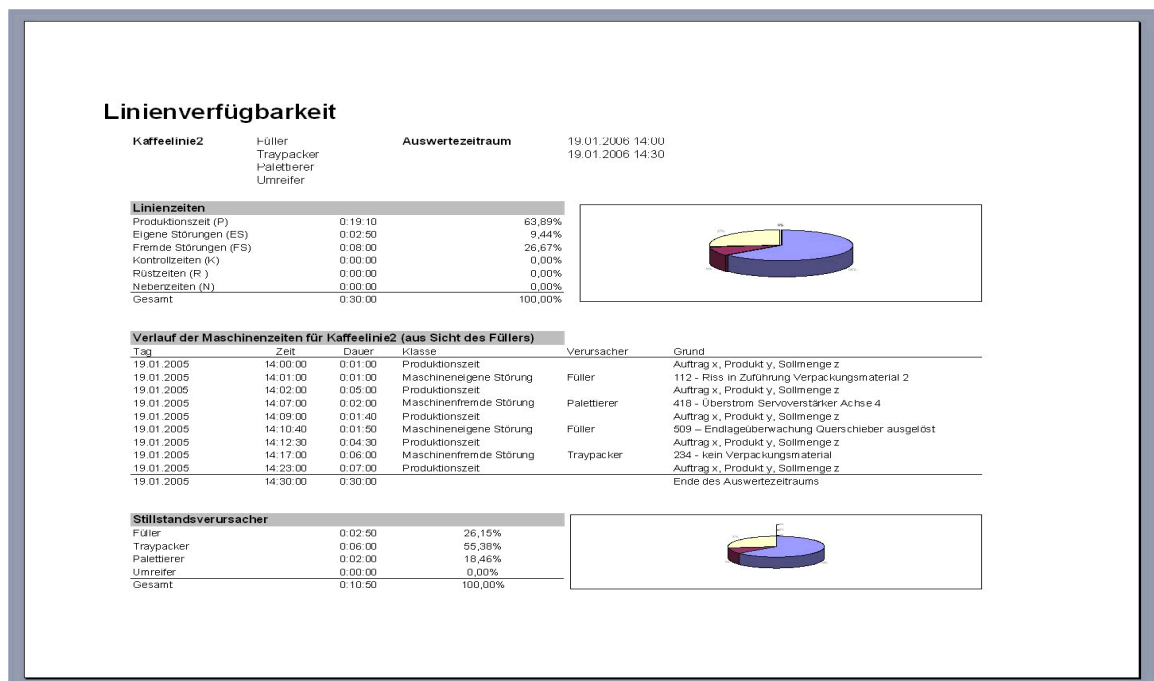 Linienverfügbarkeit
Kaffeelinie2 Füller Auswertezeitraum 19.01.2006 14:00
Traypacker 19.01.2006 14:30
Palettierer
Umreifer
Linienzeiten
Produktionszeit (P) 0:19:10 63,89%
Eigene Störungen (ES) 0:02:50 9,44%
Fremde Störungen (FS) 0:08:00 26,67%
Kontrollzeiten (K) 0:00:00 0,00%
Rüstzeiten (R ) 0:00:00 0,00%
Nebenzeiten (N) 0:00:00 0,00%
Gesamt 0:30:00 100,00%
Verlauf der Maschinenzeiten für Kaffeelinie2 (aus Sicht des Füllers)
Tag Zeit Dauer Klasse Verursacher Grund
19.01.2005 14:00:00 0:01:00 Produktionszeit Auftrag x, Produkt y, Sollmenge z
19.01.2005 14:01:00 0:01:00 Maschineneigene Störung Füller 112 - Riss in Zuführung Verpackungsmaterial 2
19.01.2005 14:02:00 0:05:00 Produktionszeit Auftrag x, Produkt y, Sollmenge z
19.01.2005 14:07:00 0:02:00 Maschinenfremde Störung Palettierer 418 - Überstrom Servoverstärker Achse 4
19.01.2005 14:09:00 0:01:40 Produktionszeit Auftrag x, Produkt y, Sollmenge z
19.01.2005 14:10:40 0:01:50 Maschineneigene Störung Füller 509 – Endlageüberwachung Querschieber ausgelöst
19.01.2005 14:12:30 0:04:30 Produktionszeit Auftrag x, Produkt y, Sollmenge z
19.01.2005 14:17:00 0:06:00 Maschinenfremde Störung Traypacker 234 - kein Verpackungsmaterial
19.01.2005 14:23:00 0:07:00 Produktionszeit Auftrag x, Produkt y, Sollmenge z
19.01.2005 14:30:00 0:30:00 Ende des Auswertezeitraums
Stillstandsverursacher
Füller 0:02:50 26,15%
Traypacker 0:06:00 55,38%
Palettierer 0:02:00 18,46%
Umreifer 0:00:00 0,00%
Gesamt 0:10:50 100,00%